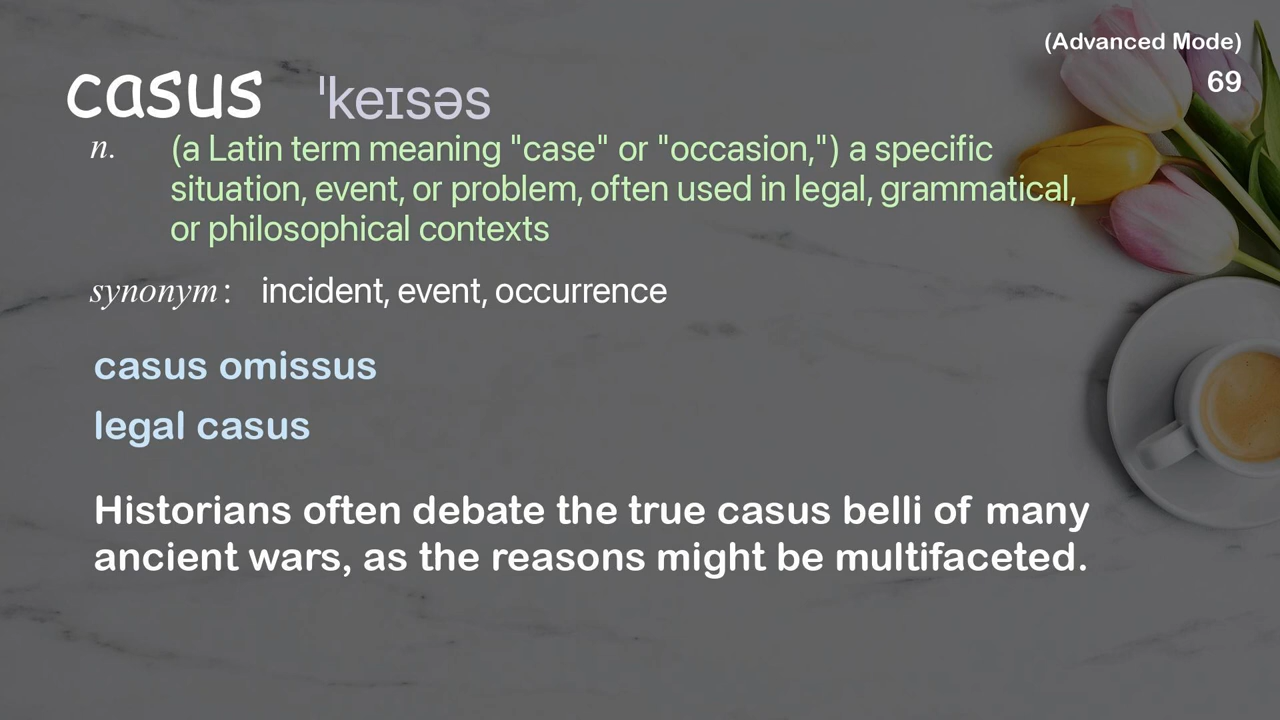 (Advanced Mode)
69
casus ˈkeɪsəs
n. (a Latin term meaning "case" or "occasion,") a specific
situation, event, or problem, often used in legal, grammatical,
or philosophical contexts
synonym: incident, event, occurrence
casus omissus
legal casus
Historians often debate the true casus belli of many
ancient wars, as the reasons might be multifaceted.